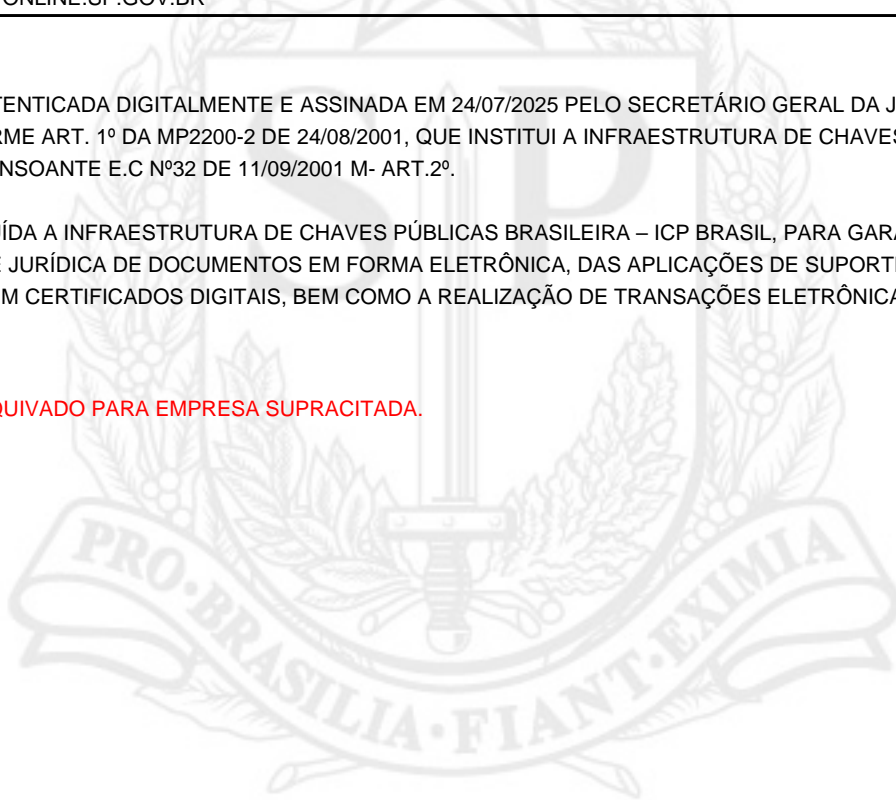 ONLINE.SP.GOV.BR
TENTICADA DIGITALMENTE E ASSINADA EM 24/07/2025 PELO SECRETÁRIO GERAL DA J
RME ART. 1º DA MP2200-2 DE 24/08/2001, QUE INSTITUI A INFRAESTRUTURA DE CHAVES
NSOANTE E.C Nº32 DE 11/09/2001 M- ART.2º.
ÍDA A INFRAESTRUTURA DE CHAVES PÚBLICAS BRASILEIRA – ICP BRASIL, PARA GARA
E JURÍDICA DE DOCUMENTOS EM FORMA ELETRÔNICA, DAS APLICAÇÕES DE SUPORTE
M CERTIFICADOS DIGITAIS, BEM COMO A REALIZAÇÃO DE TRANSAÇÕES ELETRÔNICA
QUIVADO PARA EMPRESA SUPRACITADA.
SP
PRO·BRASILIA·FIANT·EXIMIA